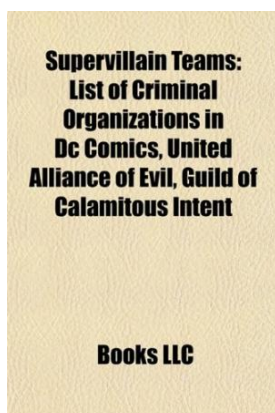 Supervillain Teams:
List of Criminal
Organizations in
Dc Comics, United
Alliance of Evil, Guild of
Calamitous Intent
Books LLC